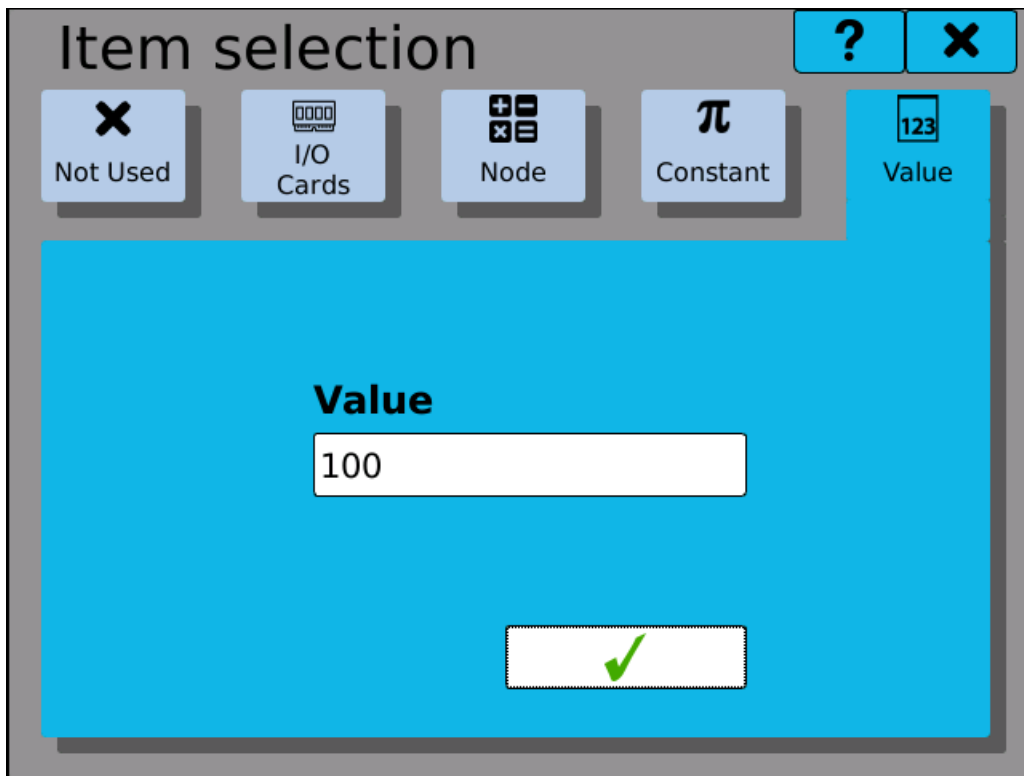 Item selection
?
Not Used
I/O
Cards
Node
π
Constant
123
Value
Value
100